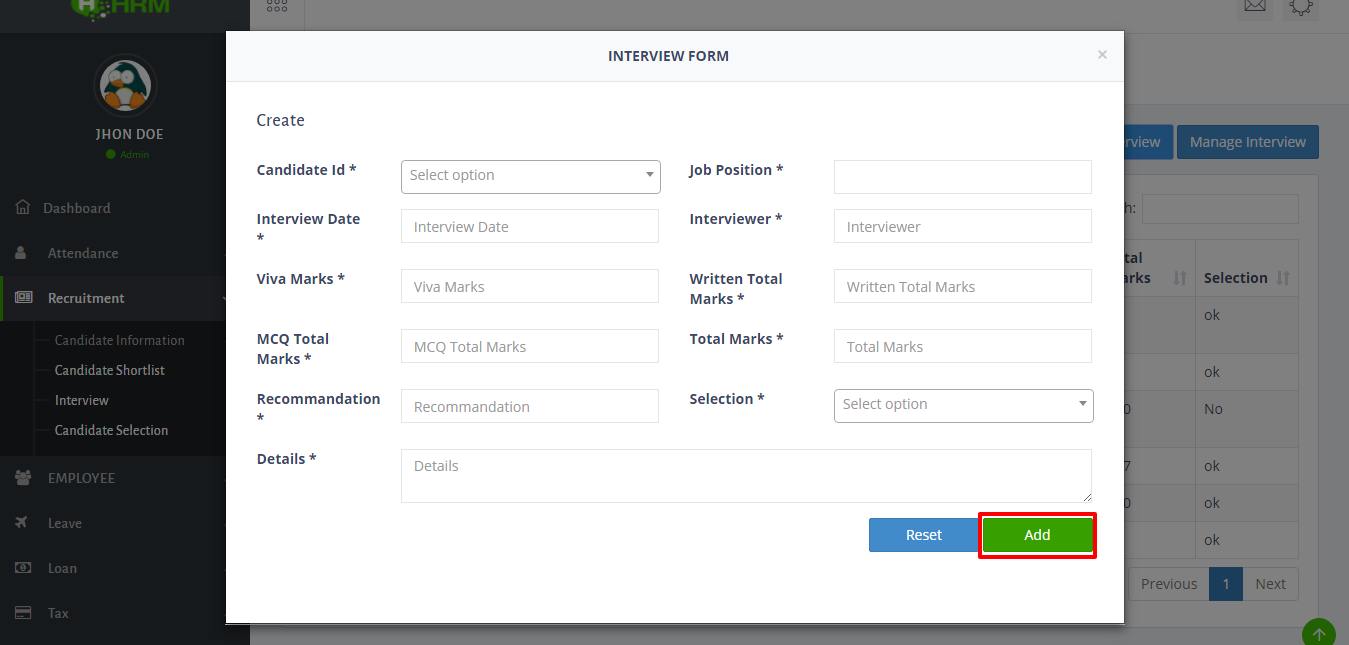 HRM
INTERVIEW FORM
×
JHON DOE
Admin
Dashboard
Attendance
Recruitment
Candidate Information
Candidate Shortlist
Interview
Candidate Selection
EMPLOYEE
Leave
Loan
Tax
Create
Candidate Id *
Select option
Job Position *
Interview Date
*
Interview Date
Interviewer *
Interviewer
Viva Marks *
Viva Marks
Written Total
Marks *
Written Total Marks
MCQ Total
Marks *
MCQ Total Marks
Total Marks *
Total Marks
Recommandation
*
Recommandation
Selection *
Select option
Details *
Details
Reset
Add
rview
Manage Interview
h:
tal
arks
Selection
ok
ok
0
No
7
ok
0
ok
ok
Previous
1
Next